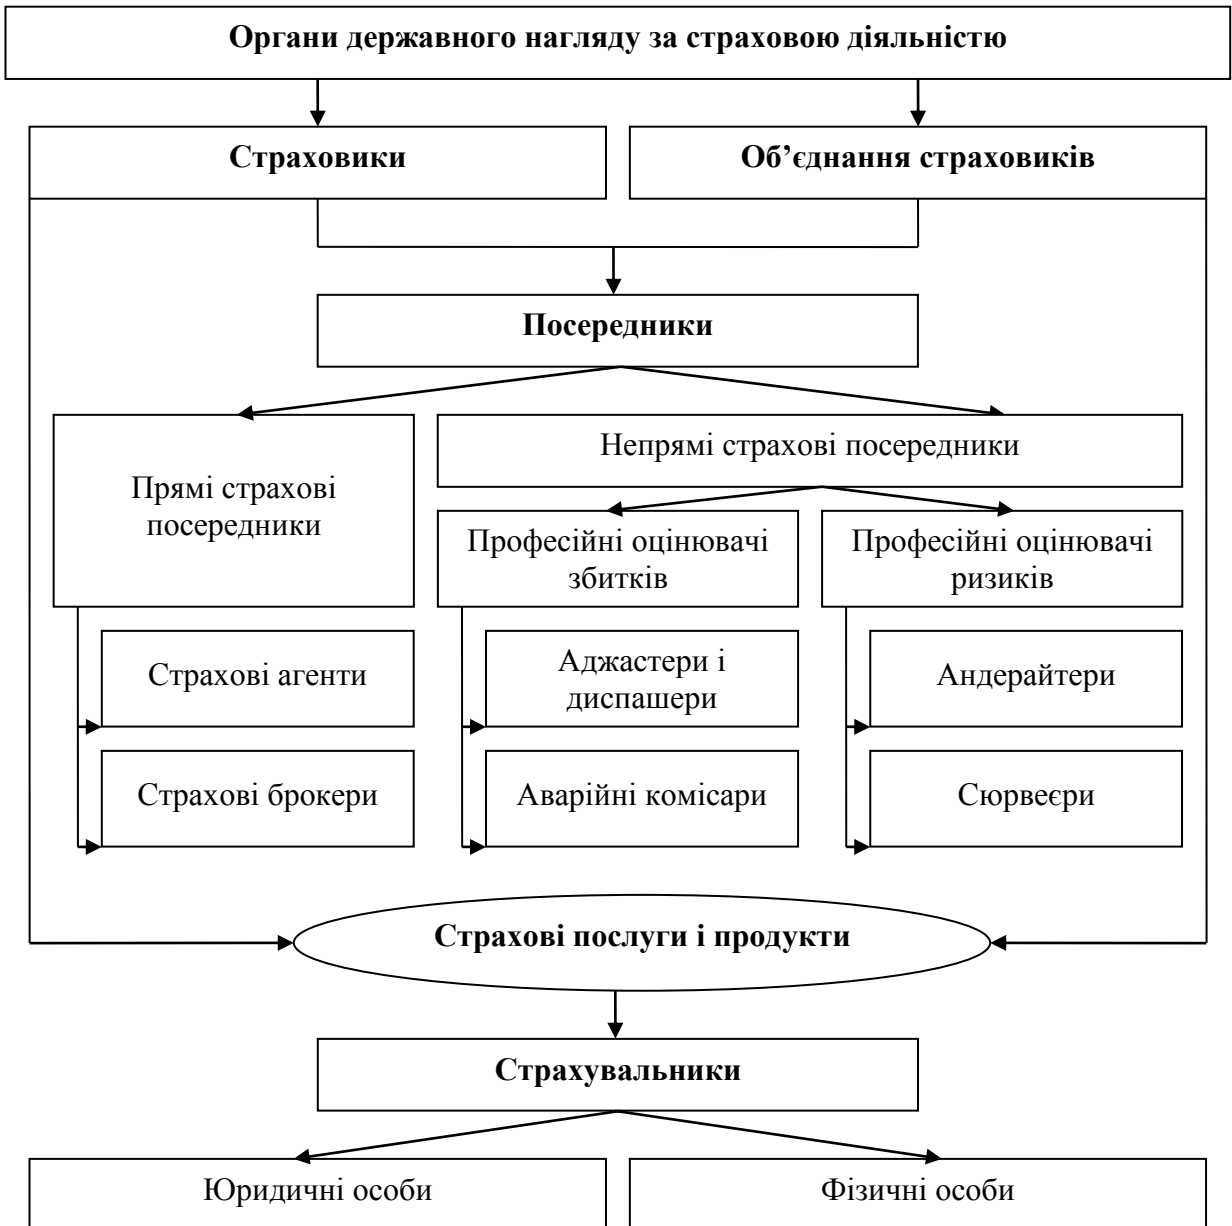 Органи державного нагляду за страховою діяльністю
Страховики
Об’єднання страховиків
Посередники
Прямі страхові
посередники
Непрямі страхові посередники
Професійні оцінювачі
збитків
Професійні оцінювачі
ризиків
Страхові агенти
Аджастери і
диспашери
Андерайтери
Страхові брокери
Аварійні комісари
Сюрвеєри
Страхові послуги і продукти
Страхувальники
Юридичні особи
Фізичні особи